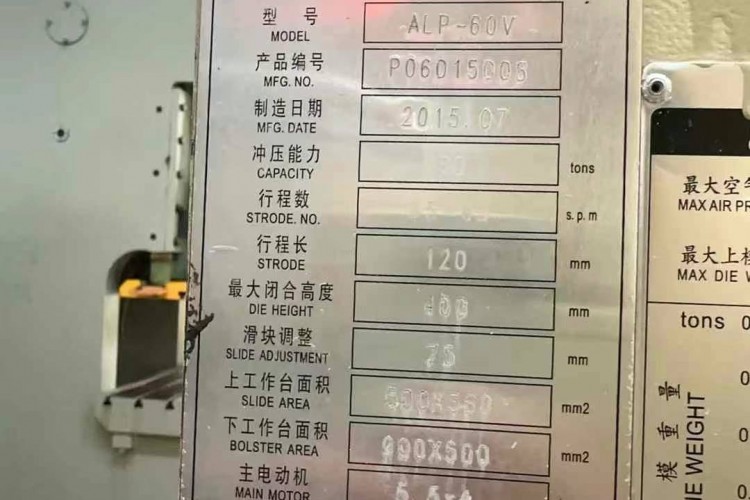 型 号 ALP-60V
MODEL
产品编号 P06015005
MFG. NO.
制造日期 2015.07
MFG. DATE
冲压能力
CAPACITY tons
行程数
STRODE. NO. s.p.m
行程长 120
STRODE mm
最大闭合高度
DIE HEIGHT mm
滑块调整 75
SLIDE ADJUSTMENT mm
上工作台面积
SLIDE AREA mm2
下工作台面积 900X500
BOLSTER AREA mm2
主电动机
MAIN MOTOR
最大空气
MAX AIR PR
最大上模
MAX DIE W
tons
模 重 量
DIE WEIGHT